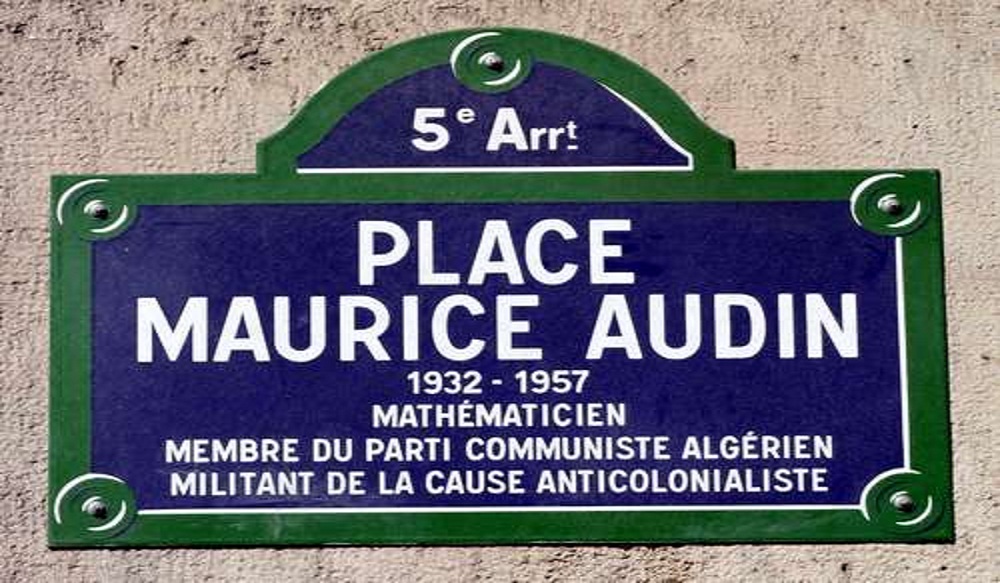 5e Arrt
PLACE
MAURICE AUDIN
1932 - 1957
MATHÉMATICIEN
MEMBRE DU PARTI COMMUNISTE ALGÉRIEN
MILITANT DE LA CAUSE ANTICOLONIALISTE